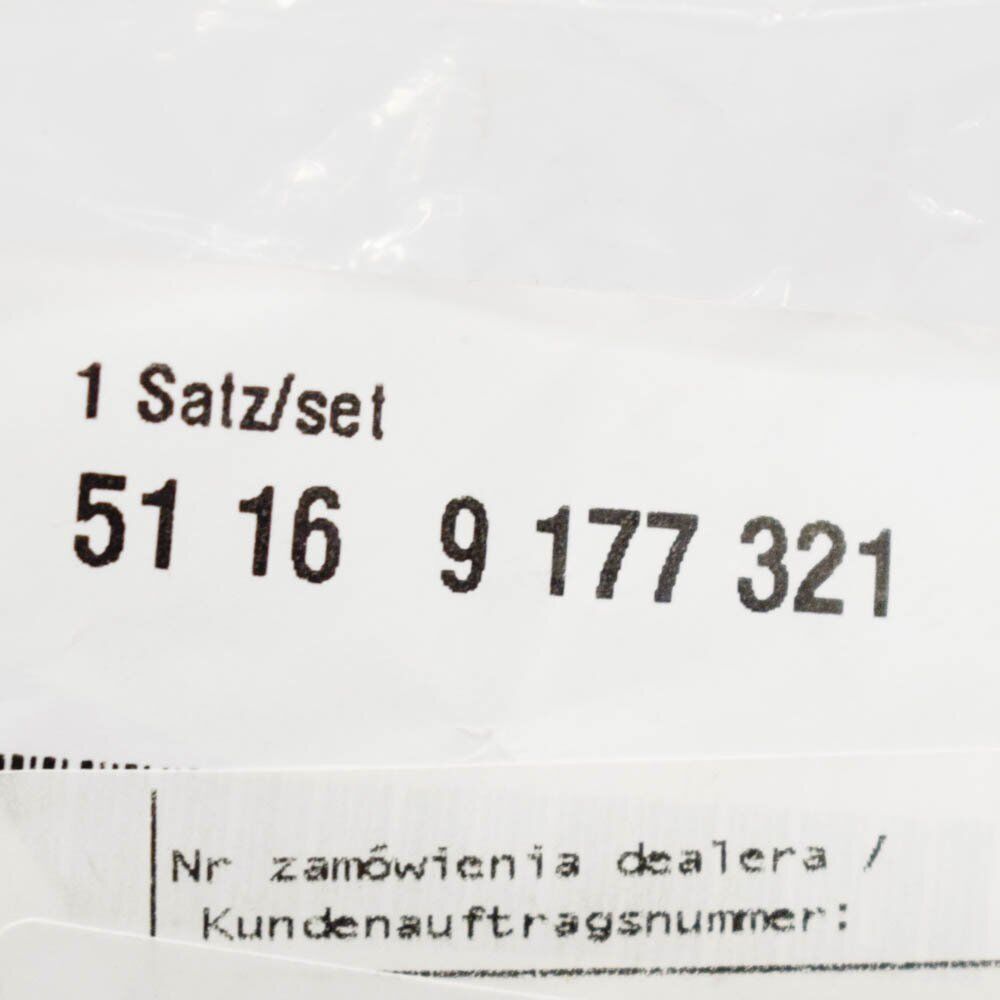 1 Satz/set
51 16 9 177 321
Nr zamówienia dealera /
Kundenauftragsnummer: